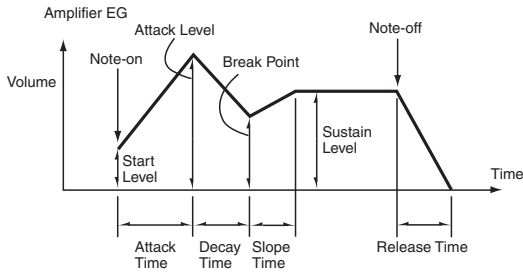 Amplifier EG
Attack Level
Note-off
Note-on
Break Point
Volume
Start
Level
Sustain
Level
Time
Attack
Time
Decay
Time
Slope
Time
Release Time